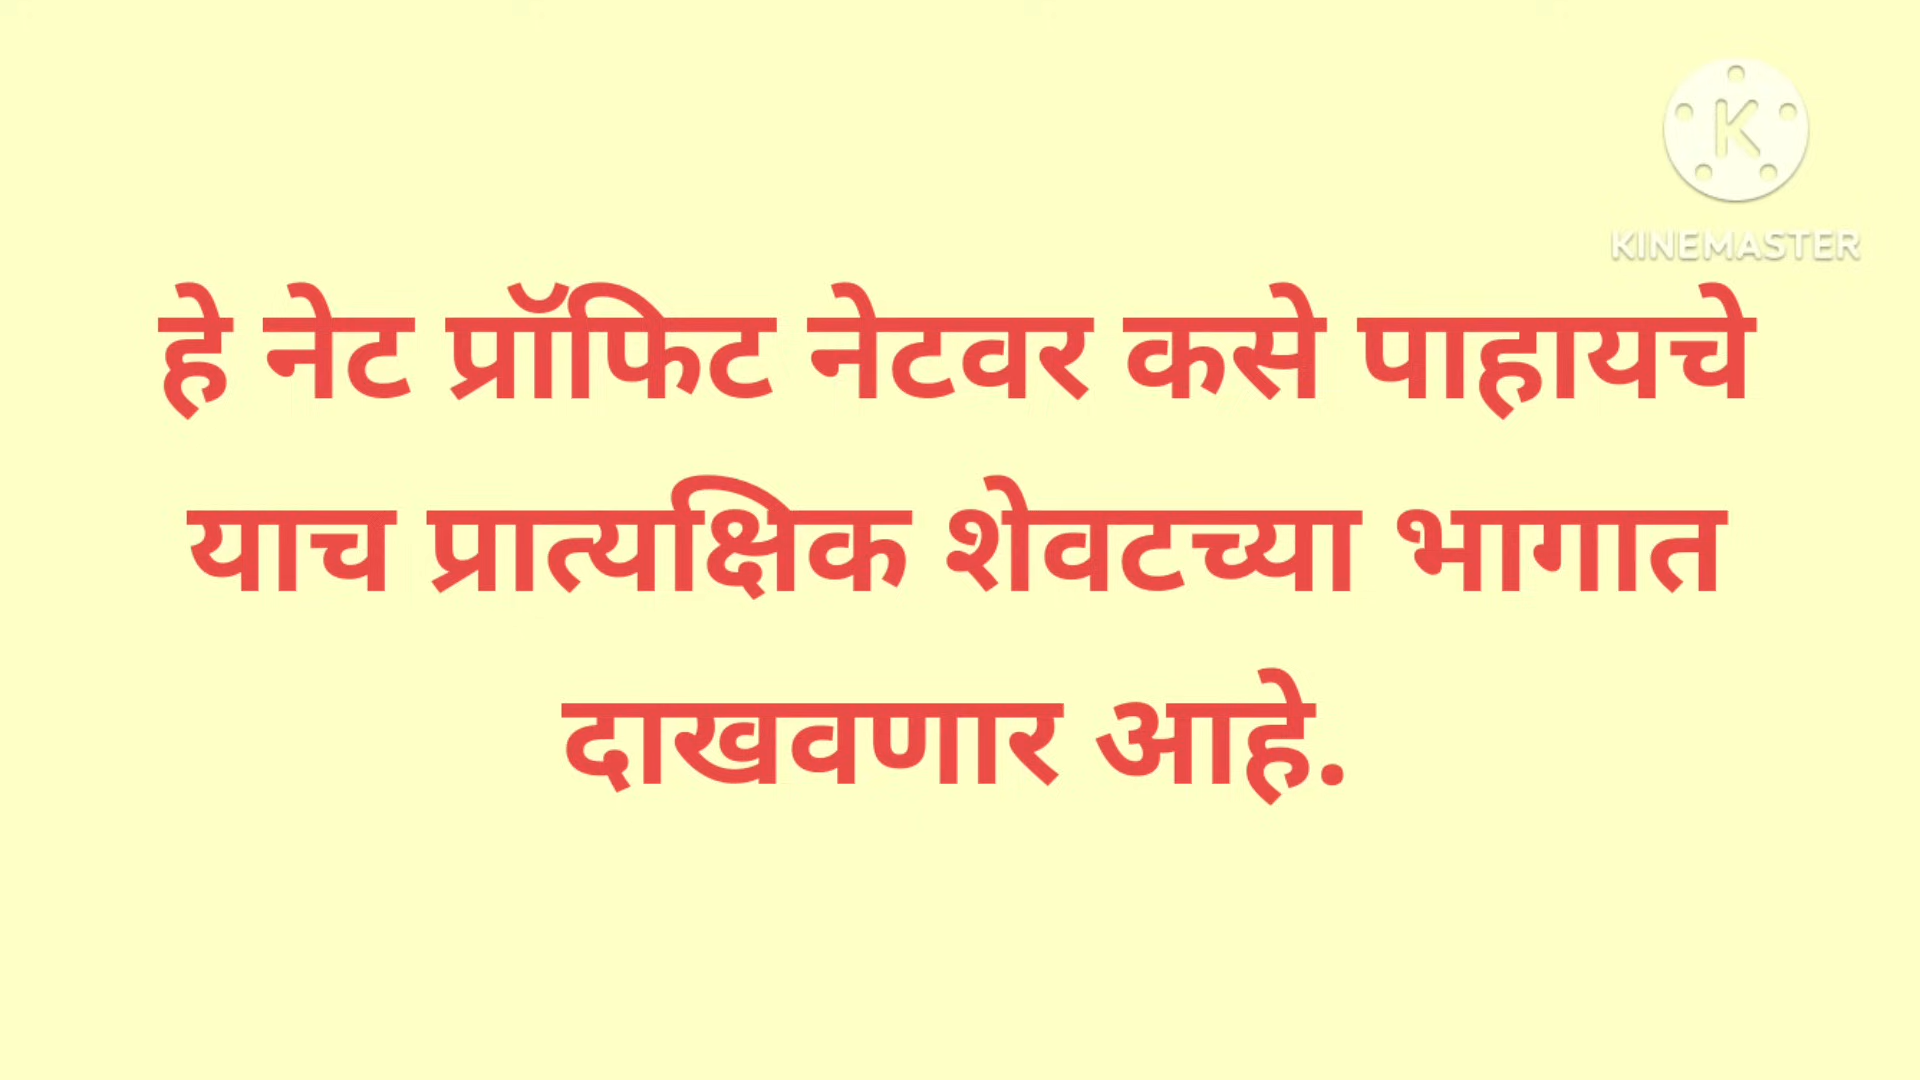 KINEMASTER
हे नेट प्रॉफिट नेटवर कसे पाहायचे
याच प्रात्यक्षिक शेवटच्या भागात
दाखवणार आहे.